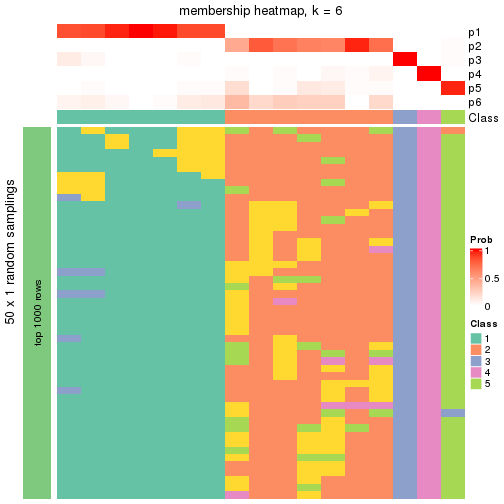 membership heatmap, k = 6
p1
p2
p3
p4
p5
p6
Class
50 x 1 random samplings
top 1000 rows
Prob
1
0.5
0
Class
1
2
3
4
5